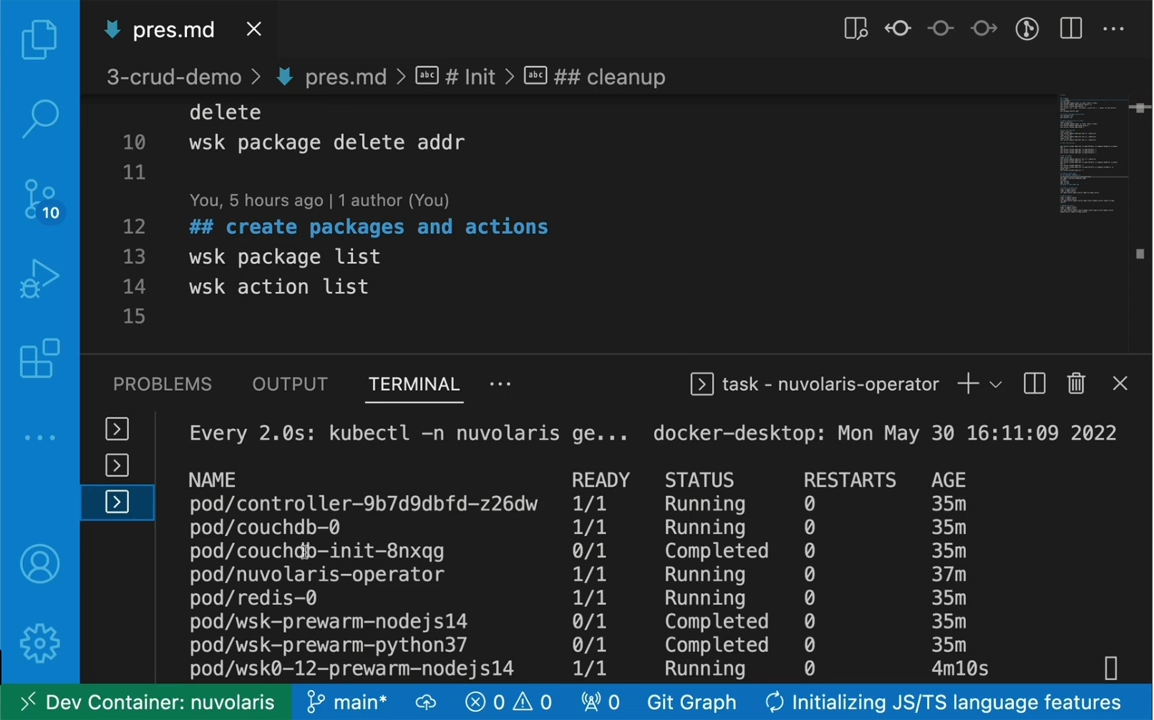 pres.md
3-crud-demo > pres.md > abc # Init > abc ## cleanup
delete
10 wsk package delete addr
11
You, 5 hours ago | 1 author (You)
12 ## create packages and actions
13 wsk package list
14 wsk action list
15
10
PROBLEMS OUTPUT TERMINAL ··· task - nuvolaris-operator
Every 2.0s: kubectl -n nuvolaris ge... docker-desktop: Mon May 30 16:11:09 2022
NAME READY STATUS RESTARTS AGE
pod/controller-9b7d9dbfd-z26dw 1/1 Running 0 35m
pod/couchdb-0 1/1 Running 0 35m
pod/couchdb-init-8nxqg 0/1 Completed 0 35m
pod/nuvolaris-operator 1/1 Running 0 37m
pod/redis-0 1/1 Running 0 35m
pod/wsk-prewarm-nodejs14 0/1 Completed 0 35m
pod/wsk-prewarm-python37 0/1 Completed 0 35m
pod/wsk0-12-prewarm-nodejs14 1/1 Running 0 4m10s
Dev Container: nuvolaris main* 0 0 0 Git Graph Initializing JS/TS language features